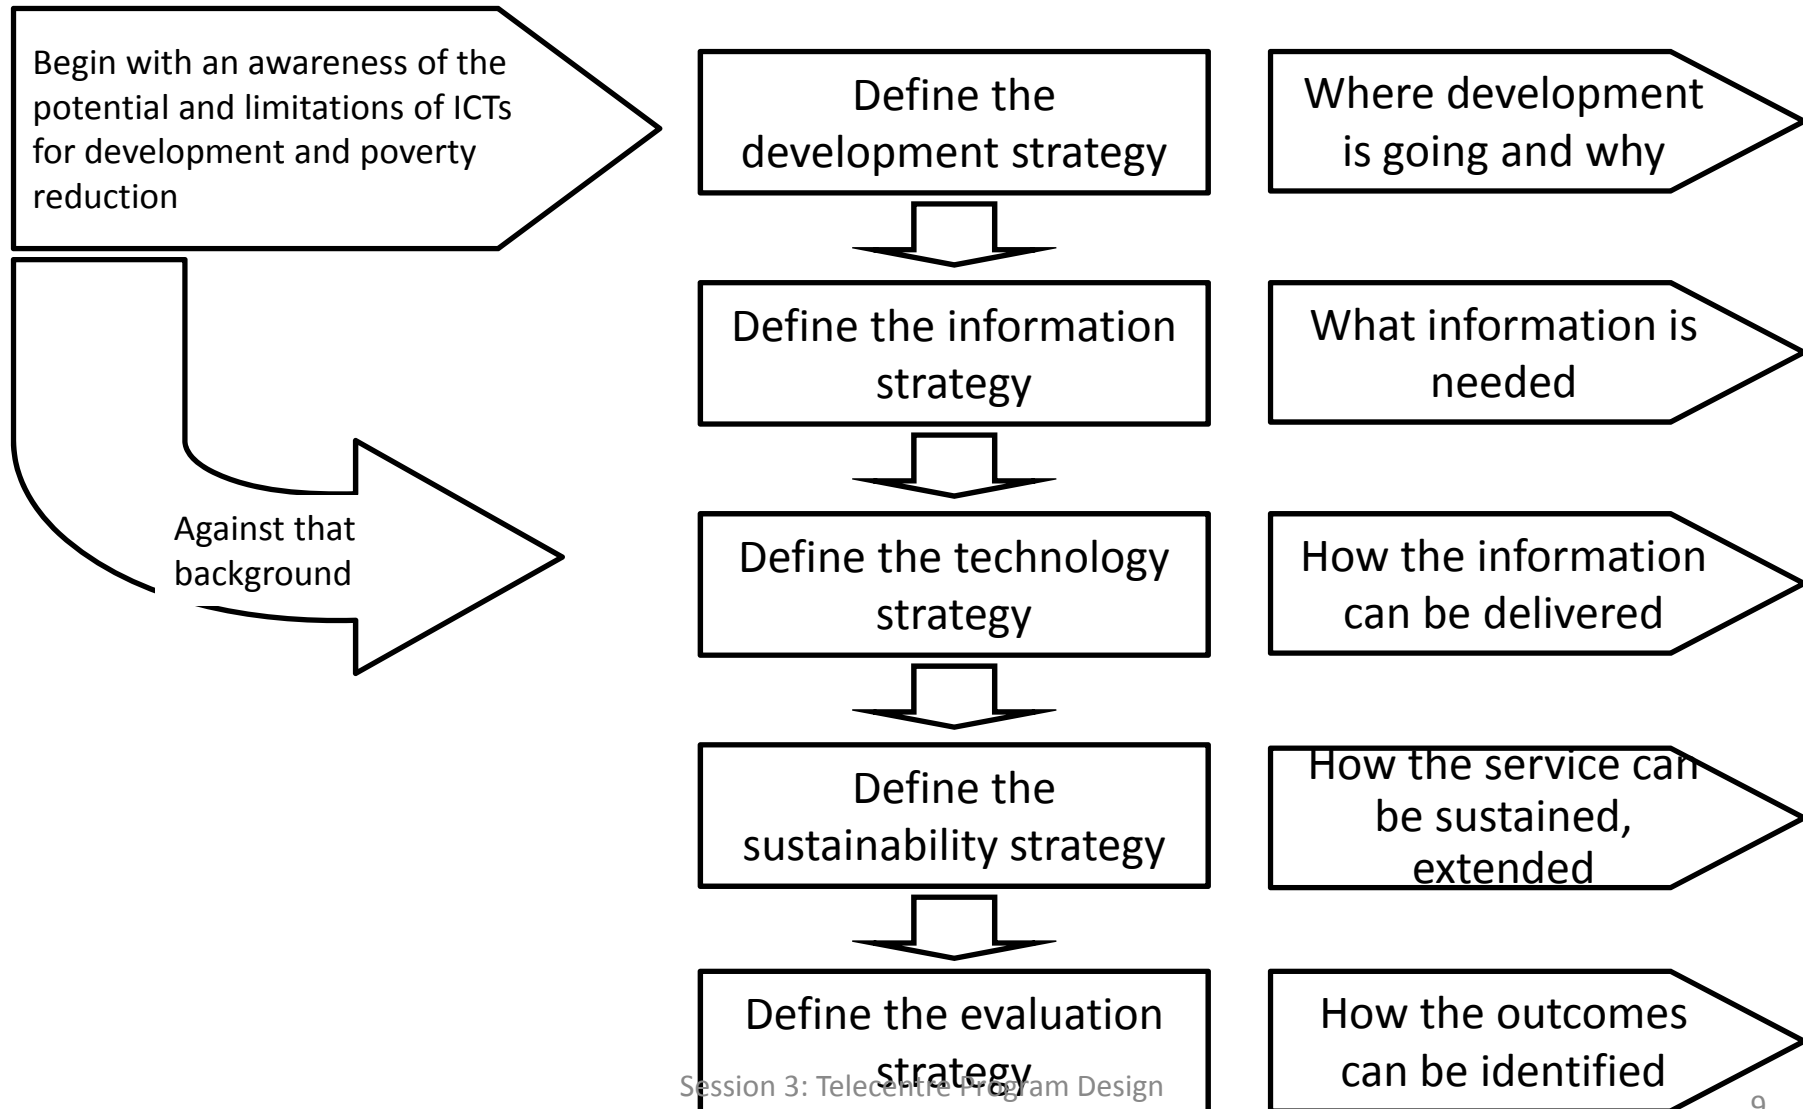 Begin with an awareness of the
potential and limitations of ICTs
for development and poverty
reduction
Define the
development strategy
Where development
is going and why
Define the information
strategy
What information is
needed
Against that
background
Define the technology
strategy
How the information
can be delivered
Define the
sustainability strategy
How the service can
be sustained,
extended
Define the evaluation
strategy
How the outcomes
can be identified
Session 3: Telecentre Program Design
9